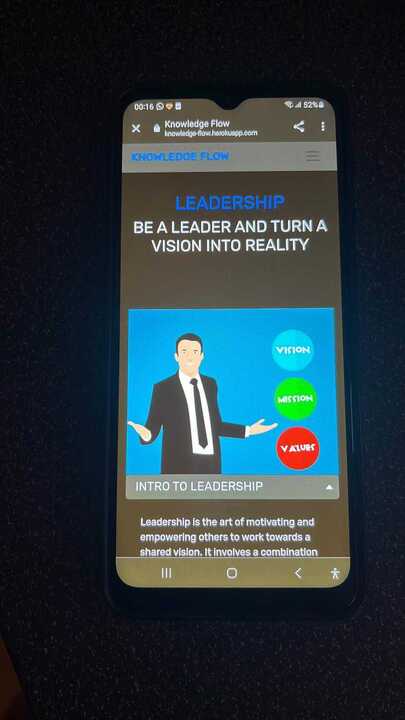 00:16 52%
Knowledge Flow
knowledge-flow.herokuapp.com
KNOWLEDGE FLOW
LEADERSHIP
BE A LEADER AND TURN A
VISION INTO REALITY
VISION
MISSION
VALUES
INTRO TO LEADERSHIP
Leadership is the art of motivating and
empowering others to work towards a
shared vision. It involves a combination